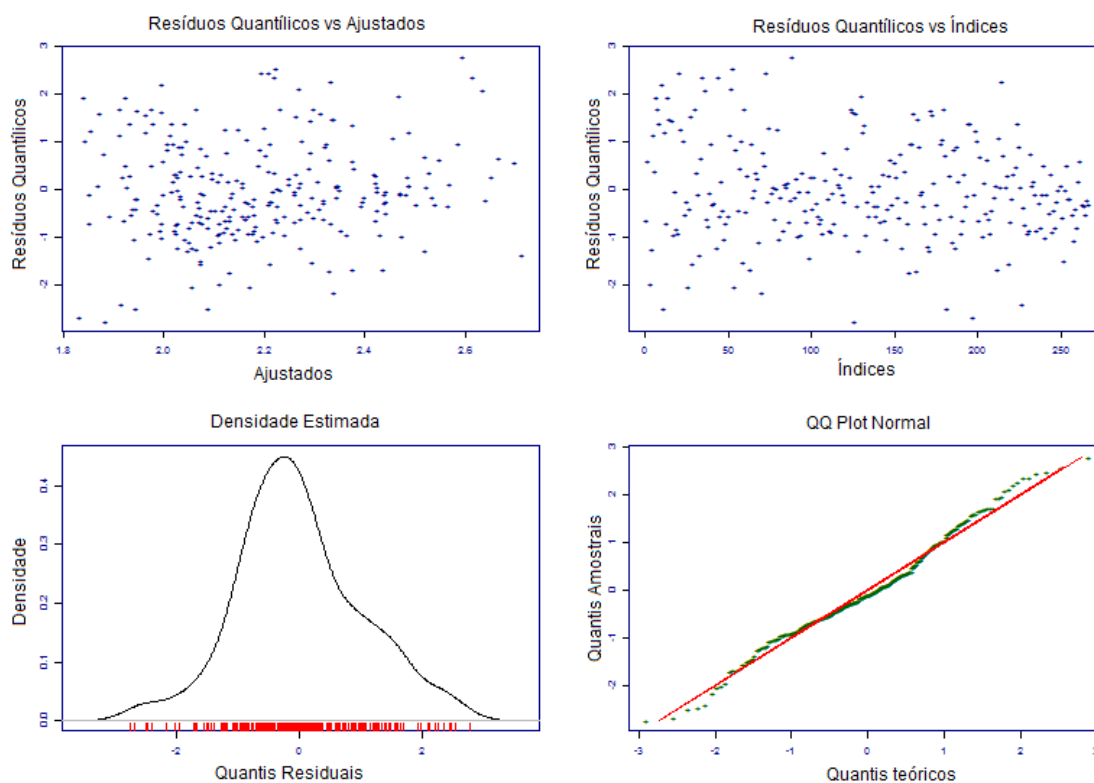 Resíduos Quantílicos vs Ajustados
Resíduos Quantílicos
3
2
1
0
-1
-2
1.8 2.0 2.2 2.4 2.6
Ajustados
Resíduos Quantílicos vs Índices
Resíduos Quantílicos
3
2
1
0
-1
-2
0 50 100 150 200 250
Índices
Densidade Estimada
Densidade
0.4
0.3
0.2
0.1
0.0
-2 0 2
Quantis Residuais
QQ Plot Normal
Quantis Amostrais
3
2
1
0
-1
-2
-3 -2 -1 0 1 2 3
Quantis teóricos